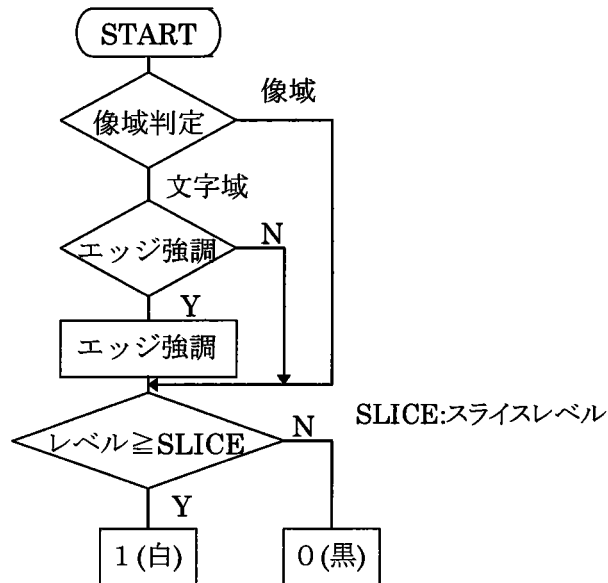 START
像域
像域判定
文字域
エッジ強調
N
Y
エッジ強調
SLICE:スライスレベル
レベル≧SLICE
N
Y
1(白)
0(黒)